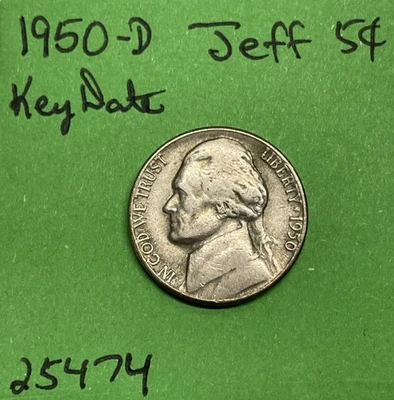 1950-D Jeff 5¢
Key Date
IN GOD WE TRUST
LIBERTY * 1950
25474